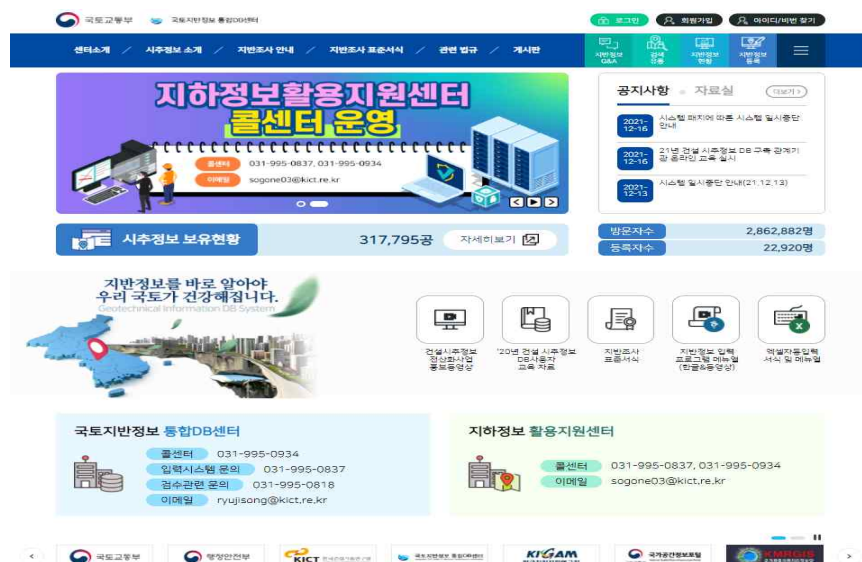 국토교통부
국토지반정보 통합DB센터
로그인
회원가입
아이디/비번 찾기
센터소개 / 시추정보 소개 / 지반조사 안내 / 지반조사 표준서식 / 관련 법규 / 게시판
지반정보 Q&A
검색 활용
지반정보 현황
지반정보 등록
지하정보활용지원센터
콜센터 운영
콜센터 031-995-0837, 031-995-0934
이메일 sogone03@kict.re.kr
공지사항 자료실 더보기 >
2021-12-16 시스템 패치에 따른 시스템 일시중단 안내
2021-12-16 21년 건설 시추정보 DB 구축 관계기관 온라인 교육 실시
2021-12-13 시스템 일시중단 안내(21.12.13)
시추정보 보유현황 317,795공 자세히보기
방문자수 2,862,882명
등록자수 22,920명
지반정보를 바로 알아야
우리 국토가 건강해집니다.
Geotechnical Information DB System
건설시추정보
전산화사업
홍보동영상
'20년 건설 시추정보
DB사용자
교육 자료
지반조사
표준서식
지반정보 입력
프로그램 메뉴얼
(한글&동영상)
엑셀자동입력
서식 및 메뉴얼
국토지반정보 통합DB센터
콜센터 031-995-0934
입력시스템 문의 031-995-0837
검수관련 문의 031-995-0818
이메일 ryujisong@kict.re.kr
지하정보 활용지원센터
콜센터 031-995-0837, 031-995-0934
이메일 sogone03@kict.re.kr
국토교통부
행정안전부
KICT
국토지반정보 통합DB센터
KIGAM
국가공간정보포털
KMRGIS